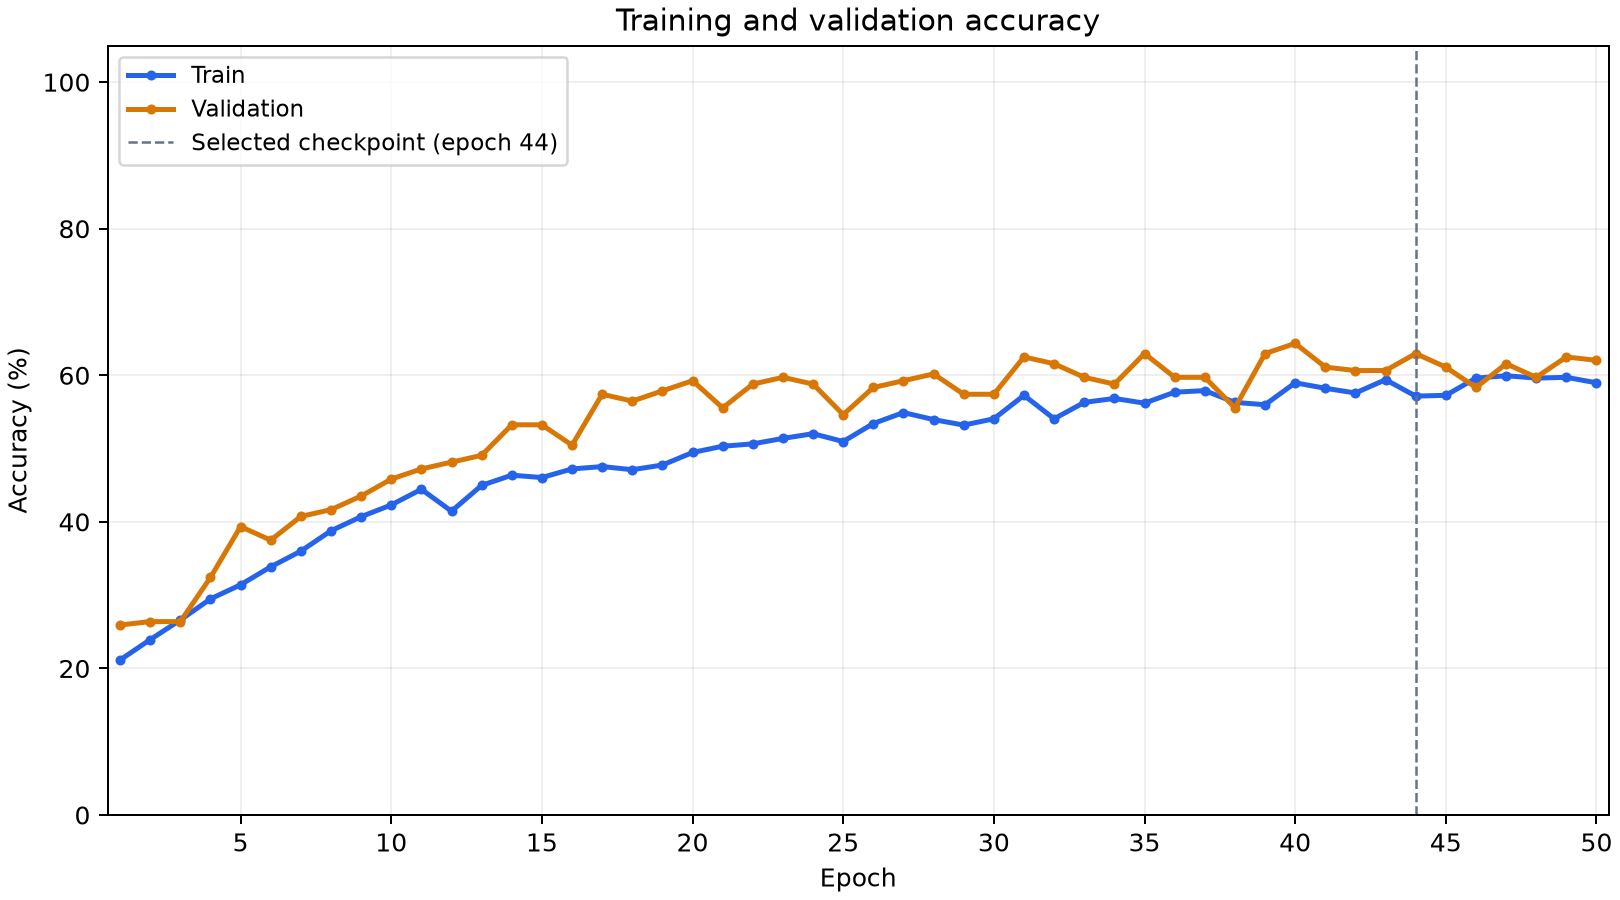 Training and validation accuracy
Train
Validation
Selected checkpoint (epoch 44)
Accuracy (%)
100
80
60
40
20
0
5 10 15 20 25 30 35 40 45 50
Epoch